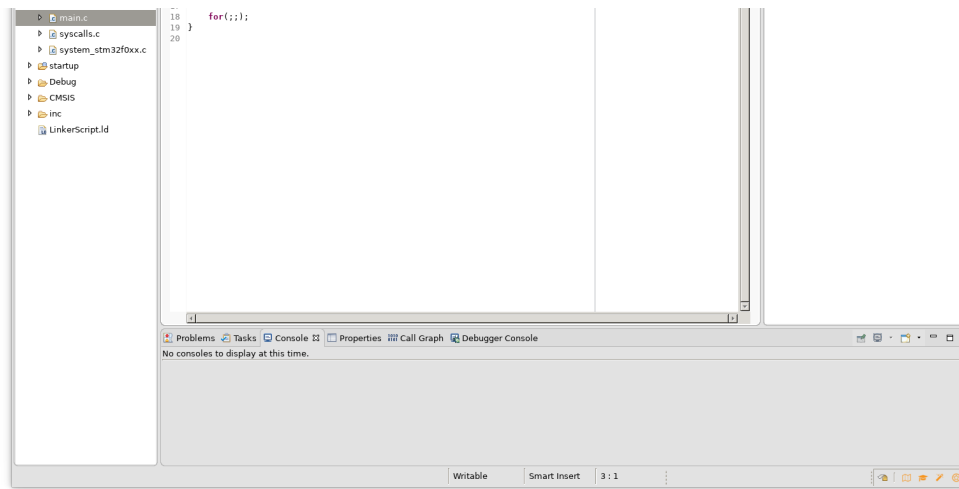 main.c
syscalls.c
system_stm32f0xx.c
startup
Debug
CMSIS
inc
LinkerScript.ld
18 for(;;);
19 }
20
Problems Tasks Console Properties Call Graph Debugger Console
No consoles to display at this time.
Writable Smart Insert 3 : 1